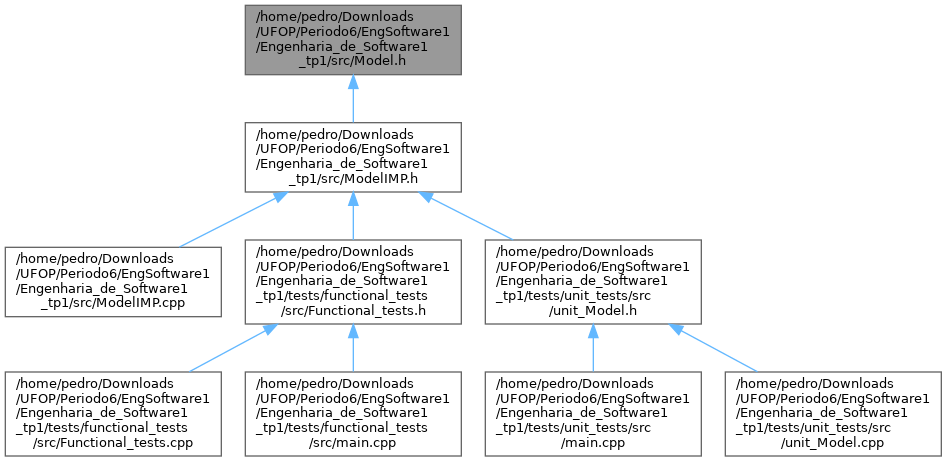 /home/pedro/Downloads
/UFOP/Periodo6/EngSoftware1
/Engenharia_de_Software1
_tp1/src/Model.h
/home/pedro/Downloads
/UFOP/Periodo6/EngSoftware1
/Engenharia_de_Software1
_tp1/src/ModelIMP.h
/home/pedro/Downloads
/UFOP/Periodo6/EngSoftware1
/Engenharia_de_Software1
_tp1/src/ModelIMP.cpp
/home/pedro/Downloads
/UFOP/Periodo6/EngSoftware1
/Engenharia_de_Software1
_tp1/tests/functional_tests
/src/Functional_tests.h
/home/pedro/Downloads
/UFOP/Periodo6/EngSoftware1
/Engenharia_de_Software1
_tp1/tests/unit_tests/src
/unit_Model.h
/home/pedro/Downloads
/UFOP/Periodo6/EngSoftware1
/Engenharia_de_Software1
_tp1/tests/functional_tests
/src/Functional_tests.cpp
/home/pedro/Downloads
/UFOP/Periodo6/EngSoftware1
/Engenharia_de_Software1
_tp1/tests/functional_tests
/src/main.cpp
/home/pedro/Downloads
/UFOP/Periodo6/EngSoftware1
/Engenharia_de_Software1
_tp1/tests/unit_tests/src
/main.cpp
/home/pedro/Downloads
/UFOP/Periodo6/EngSoftware1
/Engenharia_de_Software1
_tp1/tests/unit_tests/src
/unit_Model.cpp